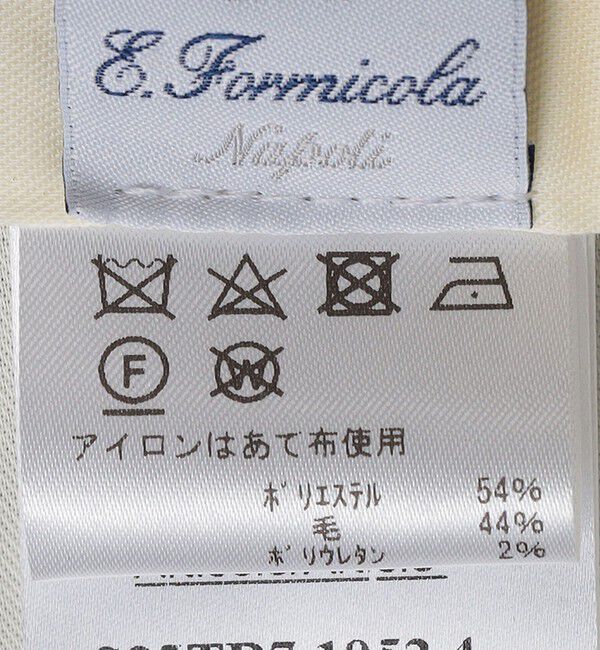 E. Formicola
Napoli
F W
アイロンはあて布使用
ポリエステル 54%
毛 44%
ポリウレタン 2%